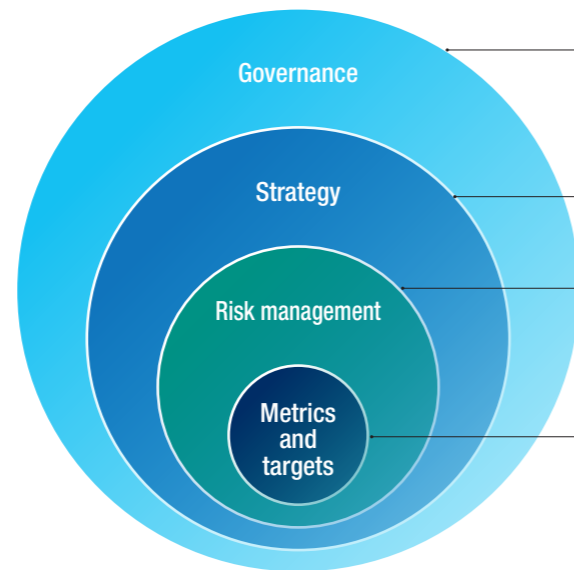 Governance
Strategy
Risk management
Metrics
and
targets